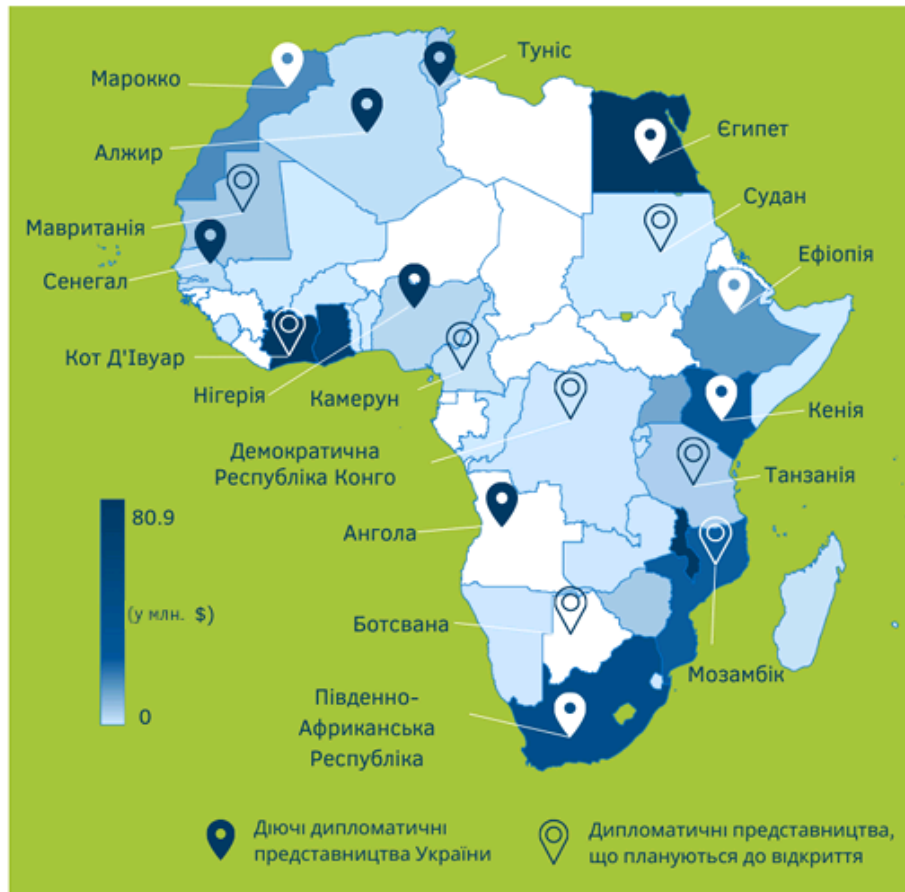 Туніс
Марокко
Єгипет
Алжир
Судан
Мавританія
Ефіопія
Сенегал
Кот Д'Івуар
Нігерія
Камерун
Кенія
Демократична
Республіка Конго
Танзанія
80.9
Ангола
(у млн. $)
Ботсвана
Мозамбік
Південно-
Африканська
Республіка
0
Діючі дипломатичні
представництва України
Дипломатичні представництва,
що плануються до відкриття